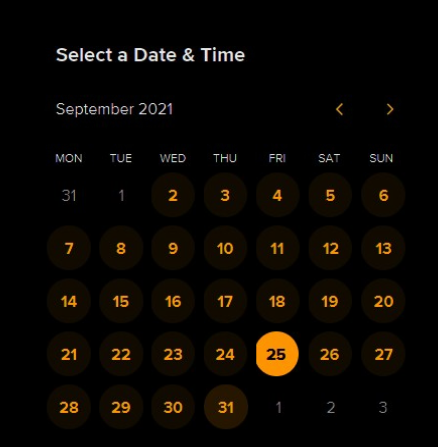 Select a Date & Time
September 2021
MON TUE WED THU FRI SAT SUN
31 1 2 3 4 5 6
7 8 9 10 11 12 13
14 15 16 17 18 19 20
21 22 23 24 25 26 27
28 29 30 31 1 2 3